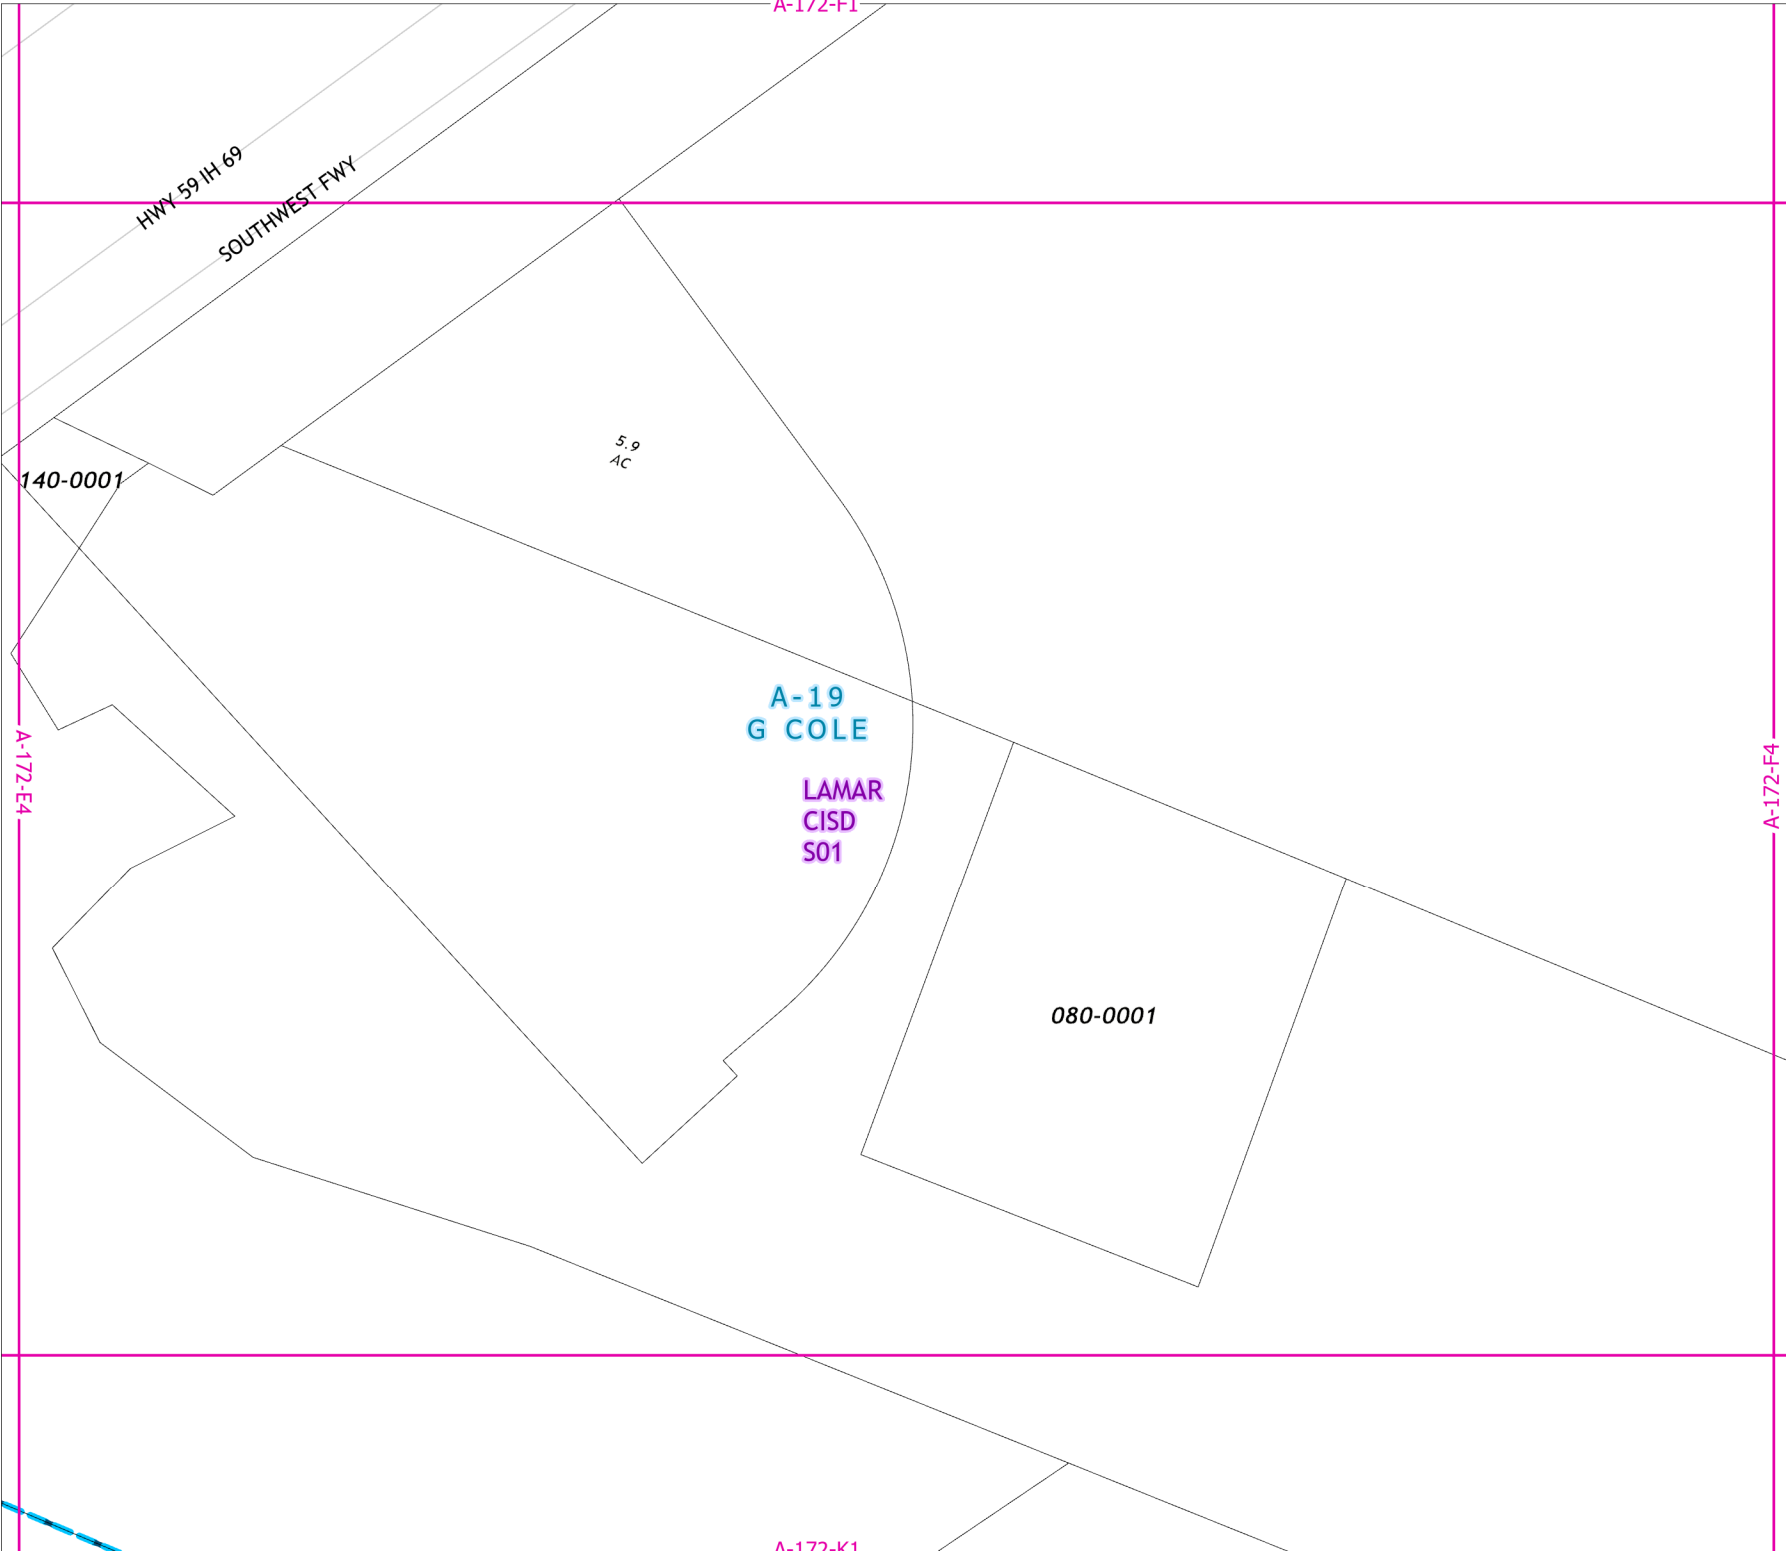 A-172-F1
HWY 59 IH 69
SOUTHWEST FWY
5.9
AC
140-0001
A-19
G COLE
A-172-E4
A-172-F4
LAMAR
CISD
S01
080-0001
A-172-K1